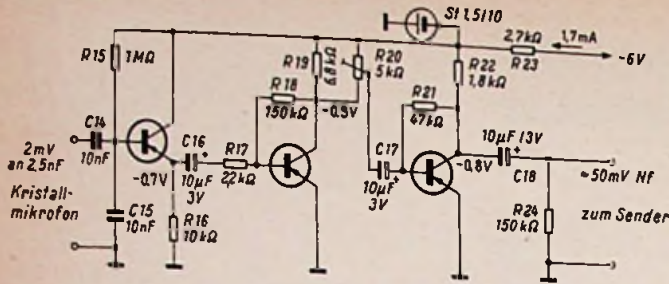 St 1,5/10
R15
1MΩ
R19
6,8kΩ
R20
5kΩ
2,7kΩ
R23
1,7mA
-6V
R22
1,8kΩ
R18
150kΩ
-0,9V
R21
47kΩ
C14
10nF
2mV
an 2,5nF
Kristall-
mikrofon
C15
10nF
-0,7V
C16
+
10µF
3V
R17
2,2kΩ
R16
10kΩ
C17
+
10µF
3V
-0,8V
10µF/3V
+
C18
R24
150kΩ
≈50mV Nf
zum Sender